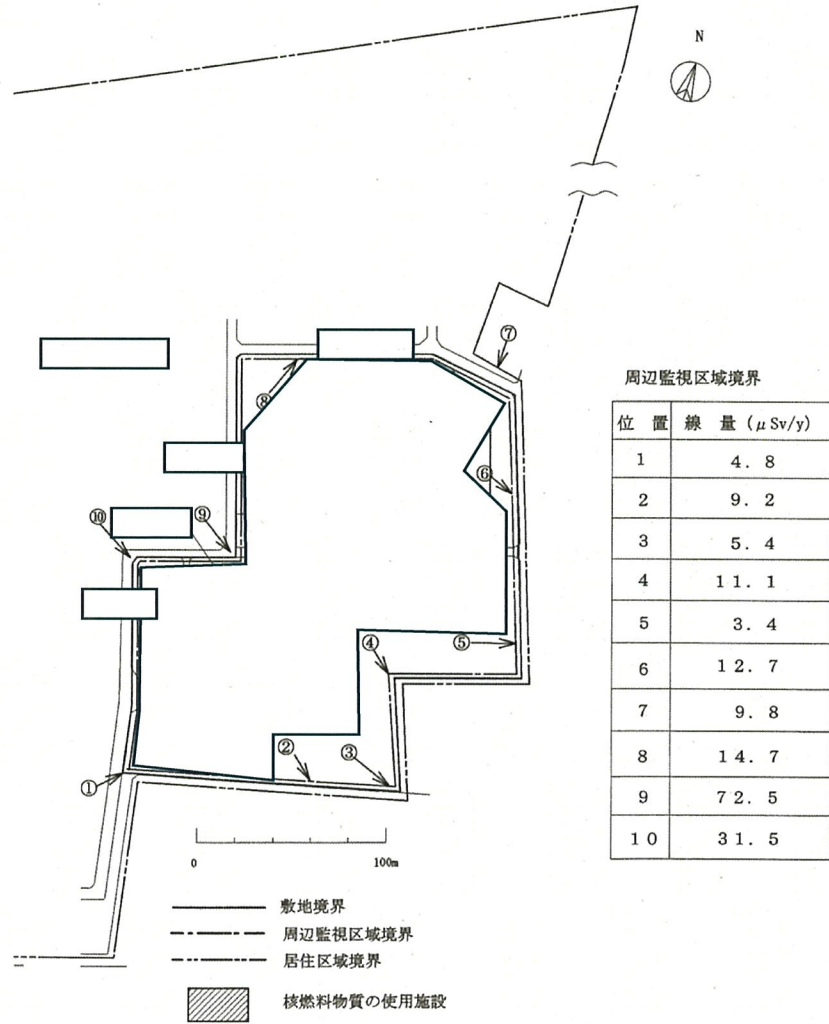 N
⑦
⑧
⑥
⑩
⑨
④
⑤
②
③
①
0 100m
敷地境界
周辺監視区域境界
居住区域境界
核燃料物質の使用施設
周辺監視区域境界
位 置 線 量 (μSv/y)
1 4.8
2 9.2
3 5.4
4 11.1
5 3.4
6 12.7
7 9.8
8 14.7
9 72.5
10 31.5